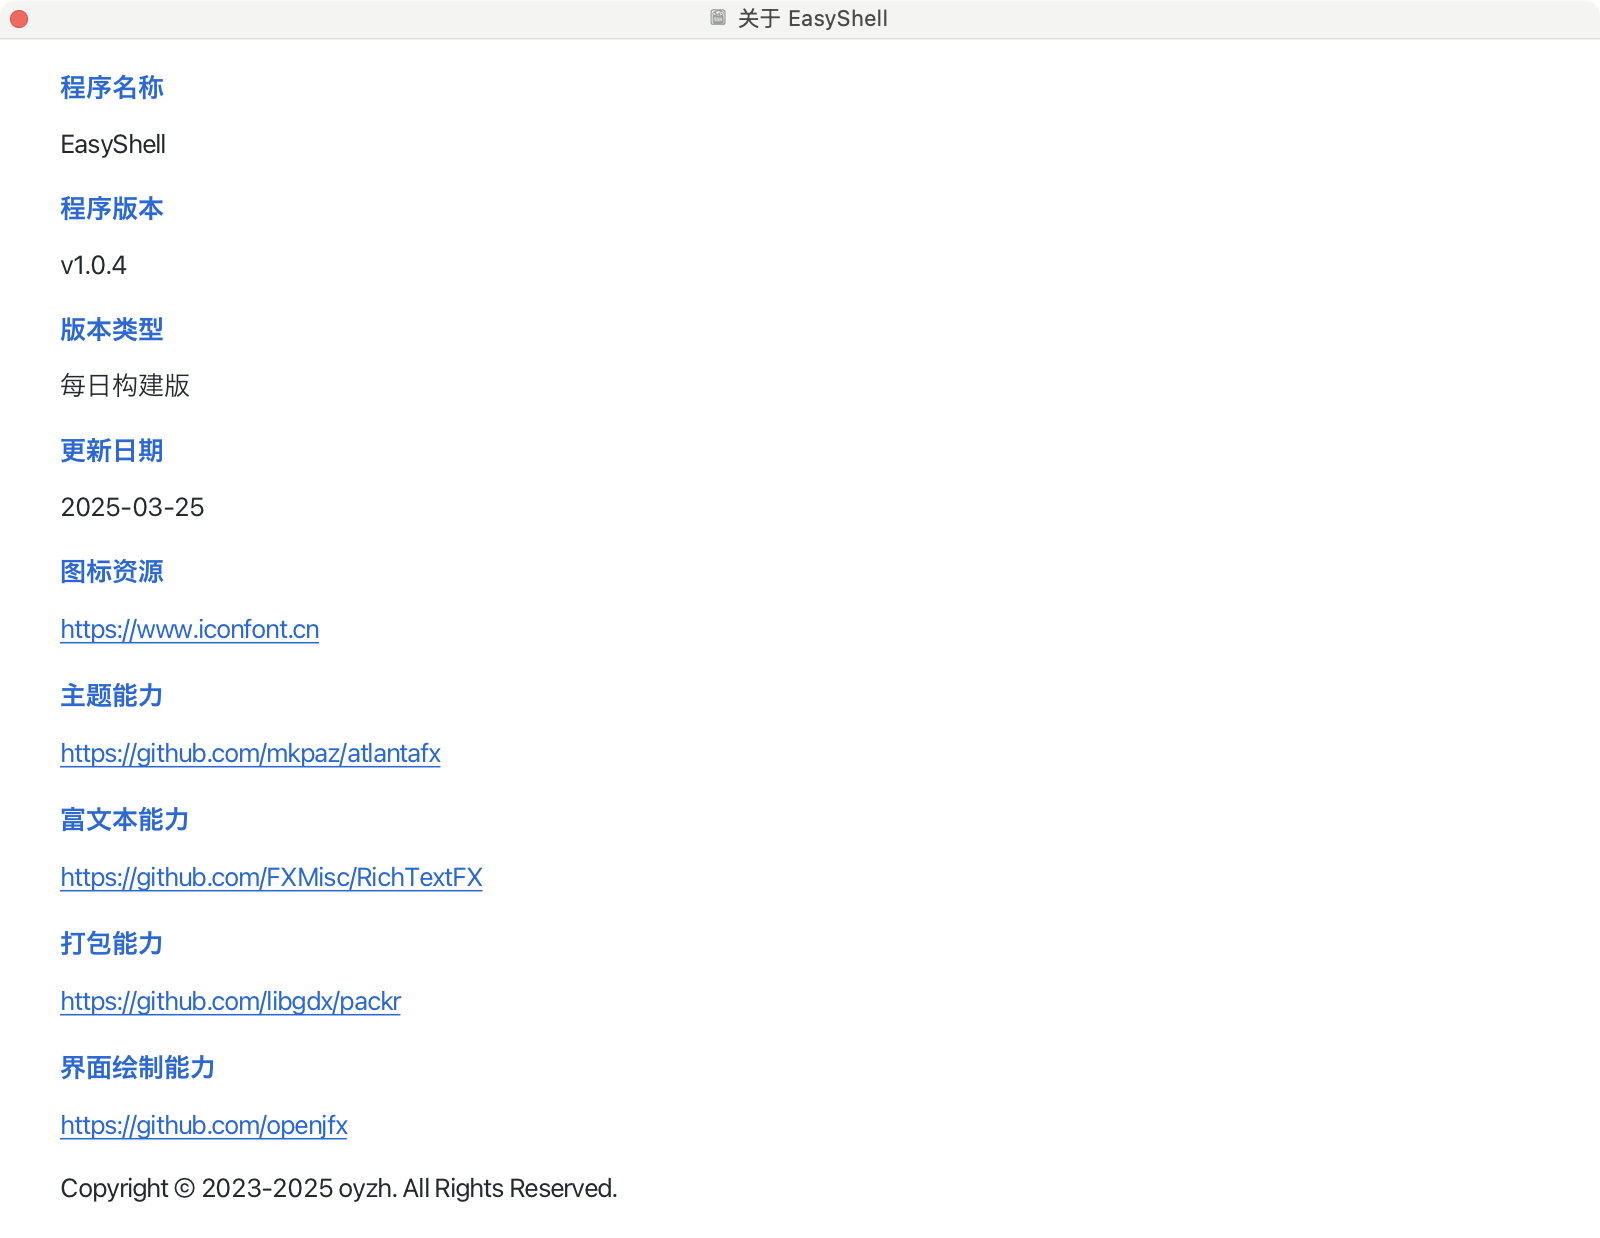 关于 EasyShell
程序名称
EasyShell
程序版本
v1.0.4
版本类型
每日构建版
更新日期
2025-03-25
图标资源
https://www.iconfont.cn
主题能力
https://github.com/mkpaz/atlantafx
富文本能力
https://github.com/FXMisc/RichTextFX
打包能力
https://github.com/libgdx/packr
界面绘制能力
https://github.com/openjfx
Copyright © 2023-2025 oyzh. All Rights Reserved.